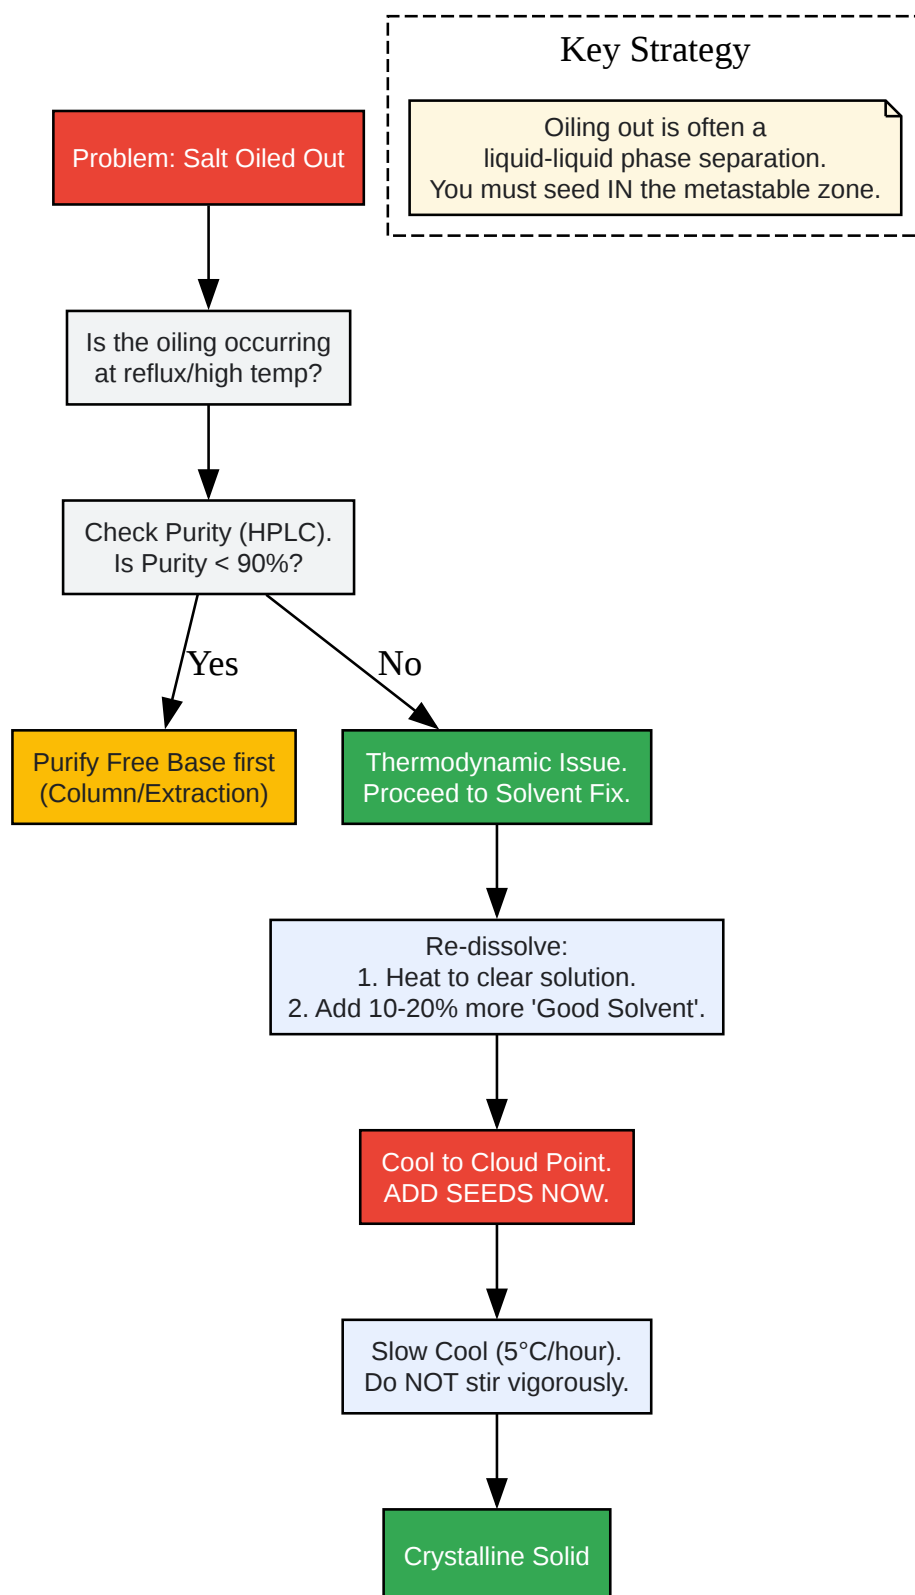 Key Strategy
Oiling out is often a
liquid-liquid phase separation.
You must seed IN the metastable zone.
Problem: Salt Oiled Out
Is the oiling occurring
at reflux/high temp?
Check Purity (HPLC).
Is Purity < 90%?
Yes
No
Purify Free Base first
(Column/Extraction)
Thermodynamic Issue.
Proceed to Solvent Fix.
Re-dissolve:
1. Heat to clear solution.
2. Add 10-20% more 'Good Solvent'.
Cool to Cloud Point.
ADD SEEDS NOW.
Slow Cool (5°C/hour).
Do NOT stir vigorously.
Crystalline Solid